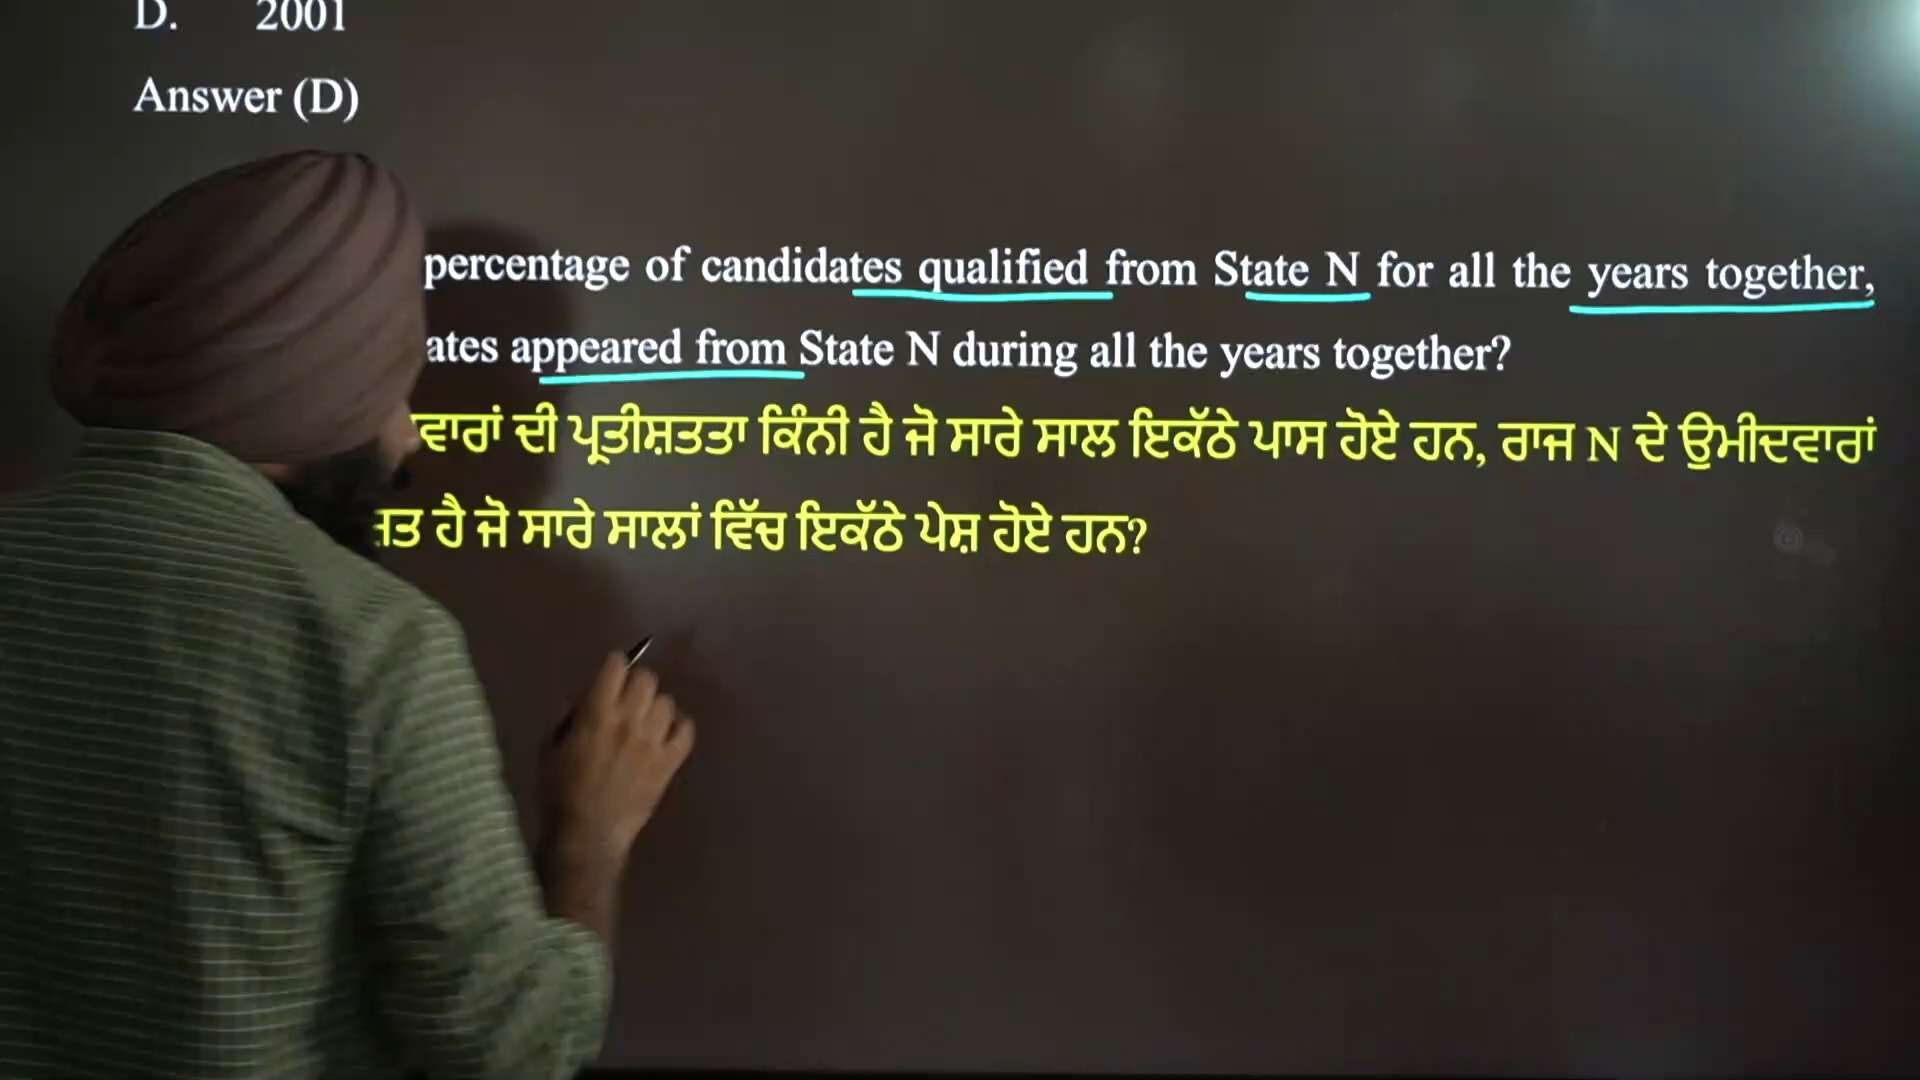 D. 2001
Answer (D)
percentage of candidates qualified from State N for all the years together,
appeared from State N during all the years together?
ਦੀ ਪ੍ਰਤੀਸ਼ਤਤਾ ਕਿੰਨੀ ਹੈ ਜੋ ਸਾਰੇ ਸਾਲ ਇਕੱਠੇ ਪਾਸ ਹੋਏ ਹਨ, ਰਾਜ N ਦੇ ਉਮੀਦਵਾਰਾਂ
ਹੈ ਜੋ ਸਾਰੇ ਸਾਲਾਂ ਵਿੱਚ ਇਕੱਠੇ ਪੇਸ਼ ਹੋਏ ਹਨ?